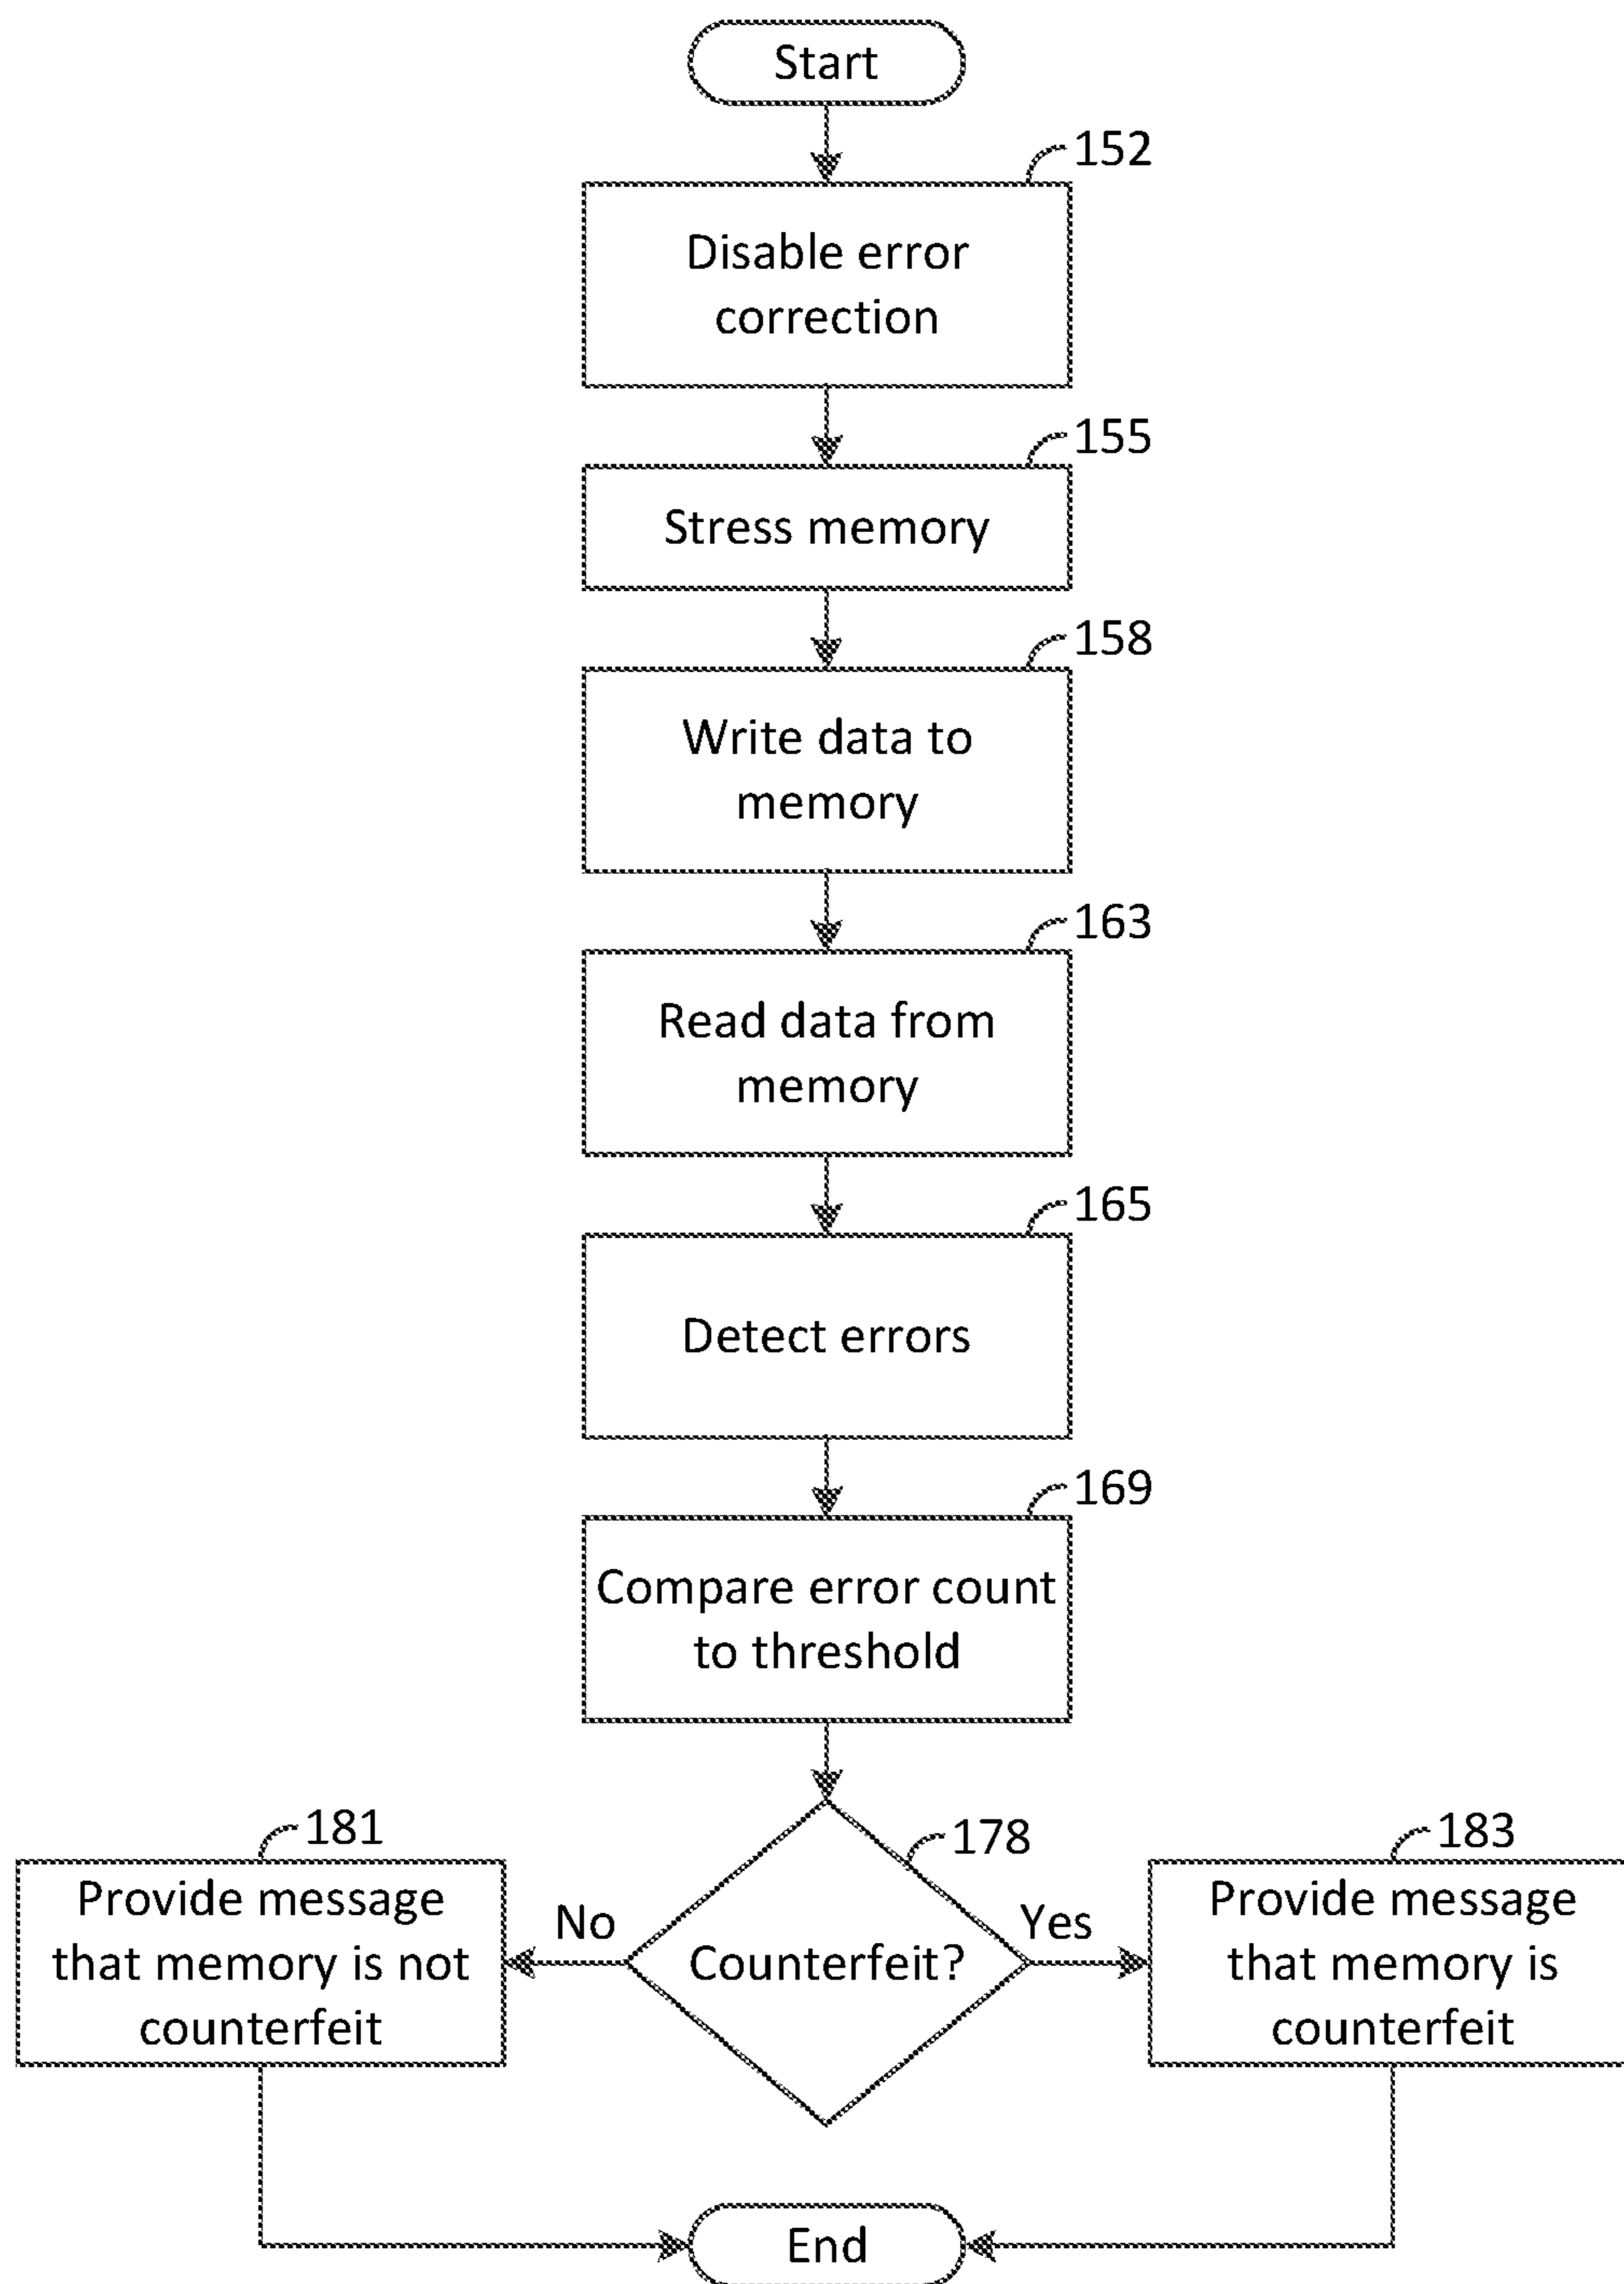 Start
152
Disable error
correction
155
Stress memory
158
Write data to
memory
163
Read data from
memory
165
Detect errors
169
Compare error count
to threshold
178
Counterfeit?
No
Yes
181
Provide message
that memory is not
counterfeit
183
Provide message
that memory is
counterfeit
End